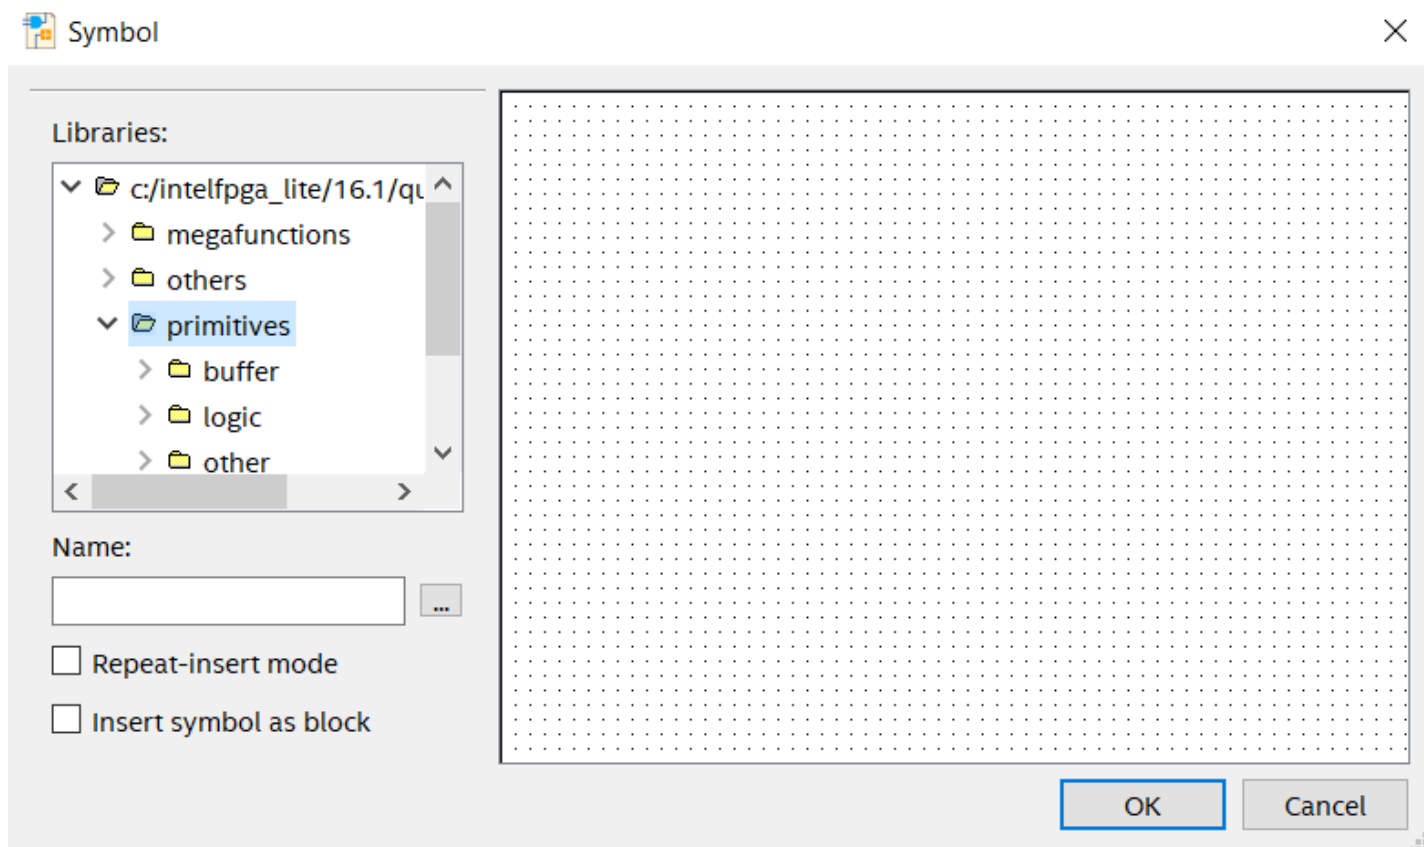 Symbol
Libraries:
c:/intelfpga_lite/16.1/qu
megafunctions
others
primitives
buffer
logic
other
Name:
...
Repeat-insert mode
Insert symbol as block
OK
Cancel